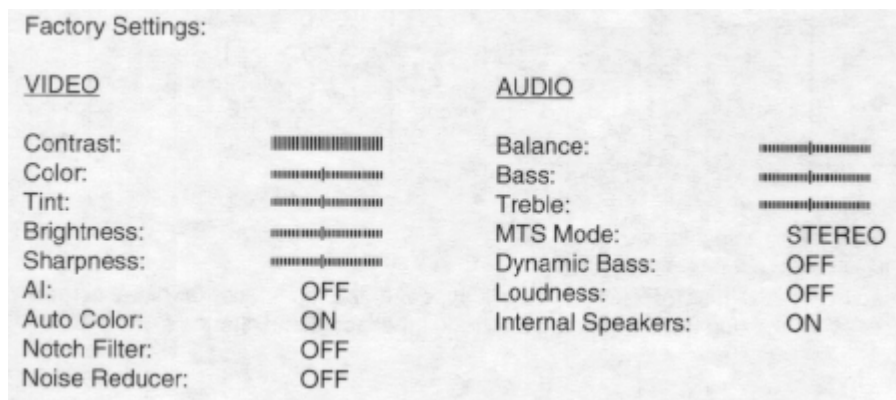 Factory Settings:
VIDEO
Contrast:
Color:
Tint:
Brightness:
Sharpness:
AI: OFF
Auto Color: ON
Notch Filter: OFF
Noise Reducer: OFF
AUDIO
Balance:
Bass:
Treble:
MTS Mode: STEREO
Dynamic Bass: OFF
Loudness: OFF
Internal Speakers: ON